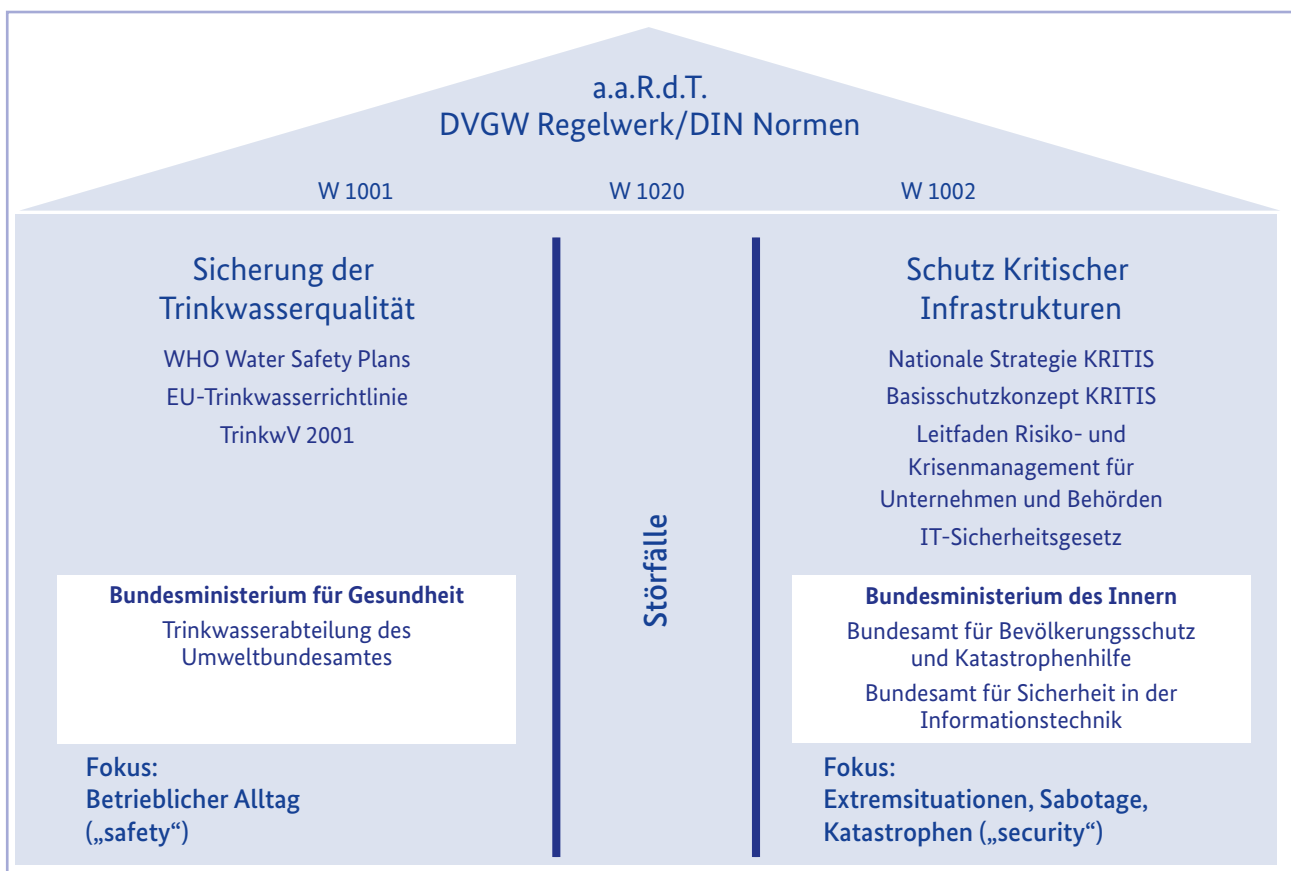 a.a.R.d.T.
DVGW Regelwerk/DIN Normen
W 1001
W 1020
W 1002
Sicherung der
Trinkwasserqualität
WHO Water Safety Plans
EU-Trinkwasserrichtlinie
TrinkwV 2001
Bundesministerium für Gesundheit
Trinkwasserabteilung des
Umweltbundesamtes
Fokus:
Betrieblicher Alltag
(„safety“)
Störfälle
Schutz Kritischer
Infrastrukturen
Nationale Strategie KRITIS
Basisschutzkonzept KRITIS
Leitfaden Risiko- und
Krisenmanagement für
Unternehmen und Behörden
IT-Sicherheitsgesetz
Bundesministerium des Innern
Bundesamt für Bevölkerungsschutz
und Katastrophenhilfe
Bundesamt für Sicherheit in der
Informationstechnik
Fokus:
Extremsituationen, Sabotage,
Katastrophen („security“)